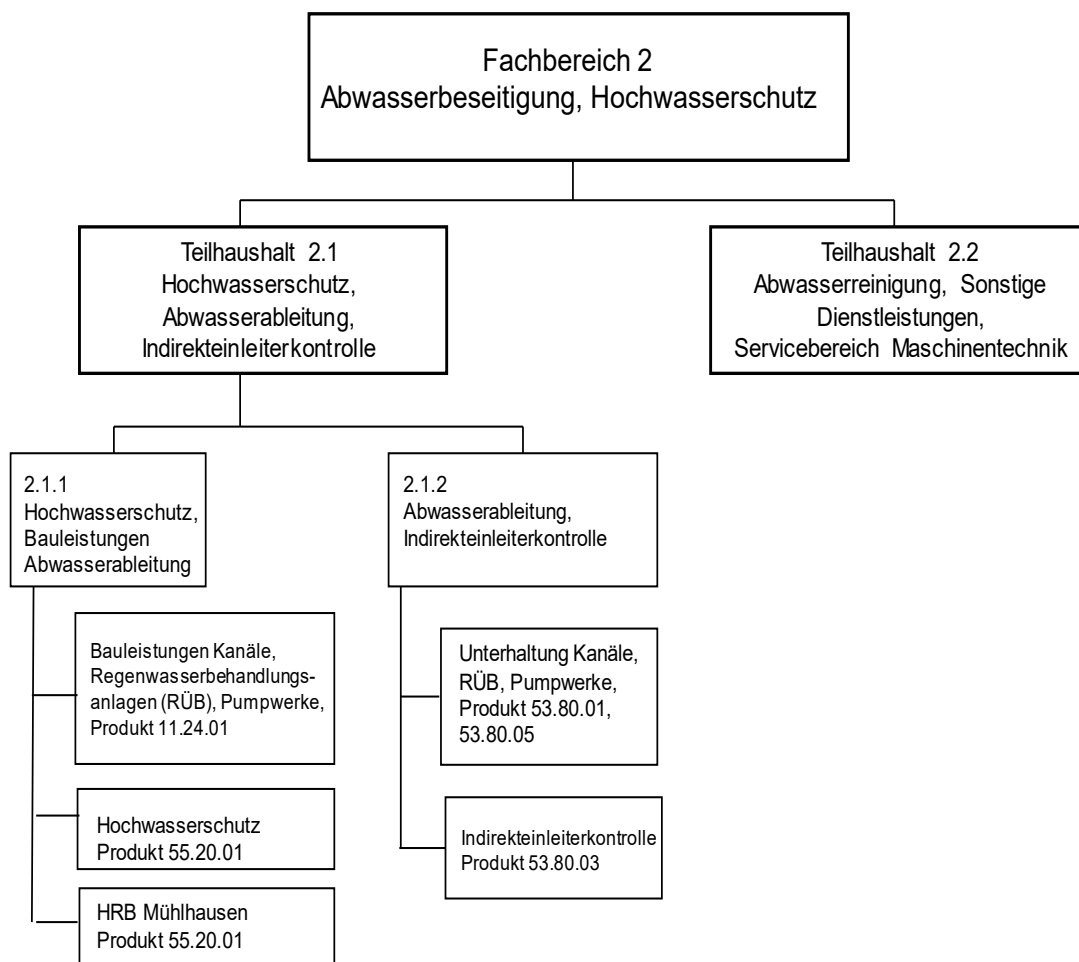 Fachbereich 2
Abwasserbeseitigung, Hochwasserschutz
Teilhaushalt 2.1
Hochwasserschutz,
Abwasserableitung,
Indirekteinleiterkontrolle
Teilhaushalt 2.2
Abwasserreinigung, Sonstige
Dienstleistungen,
Servicebereich Maschinentechnik
2.1.1
Hochwasserschutz,
Bauleistungen
Abwasserableitung
2.1.2
Abwasserableitung,
Indirekteinleiterkontrolle
Bauleistungen Kanäle,
Regenwasserbehandlungs-
anlagen (RÜB), Pumpwerke,
Produkt 11.24.01
Unterhaltung Kanäle,
RÜB, Pumpwerke,
Produkt 53.80.01,
53.80.05
Hochwasserschutz
Produkt 55.20.01
Indirekteinleiterkontrolle
Produkt 53.80.03
HRB Mühlhausen
Produkt 55.20.01